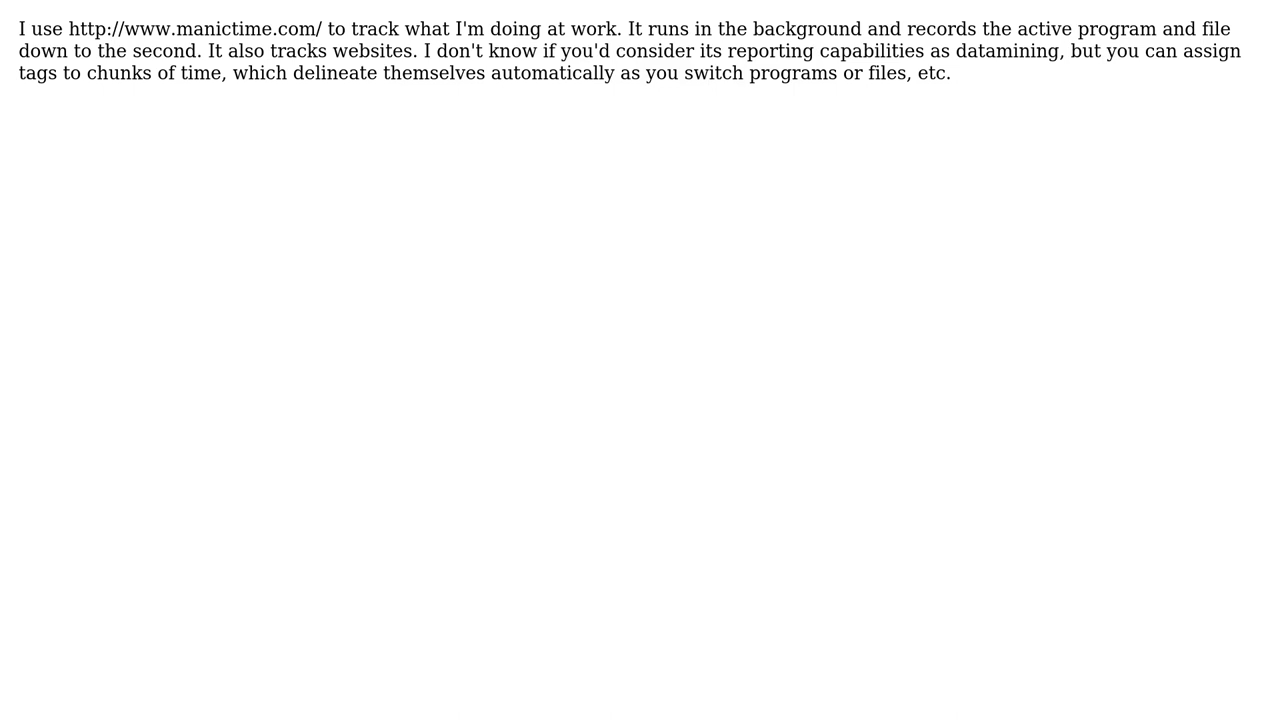 I use http://www.manictime.com/ to track what I'm doing at work. It runs in the background and records the active program and file
down to the second. It also tracks websites. I don't know if you'd consider its reporting capabilities as datamining, but you can assign
tags to chunks of time, which delineate themselves automatically as you switch programs or files, etc.